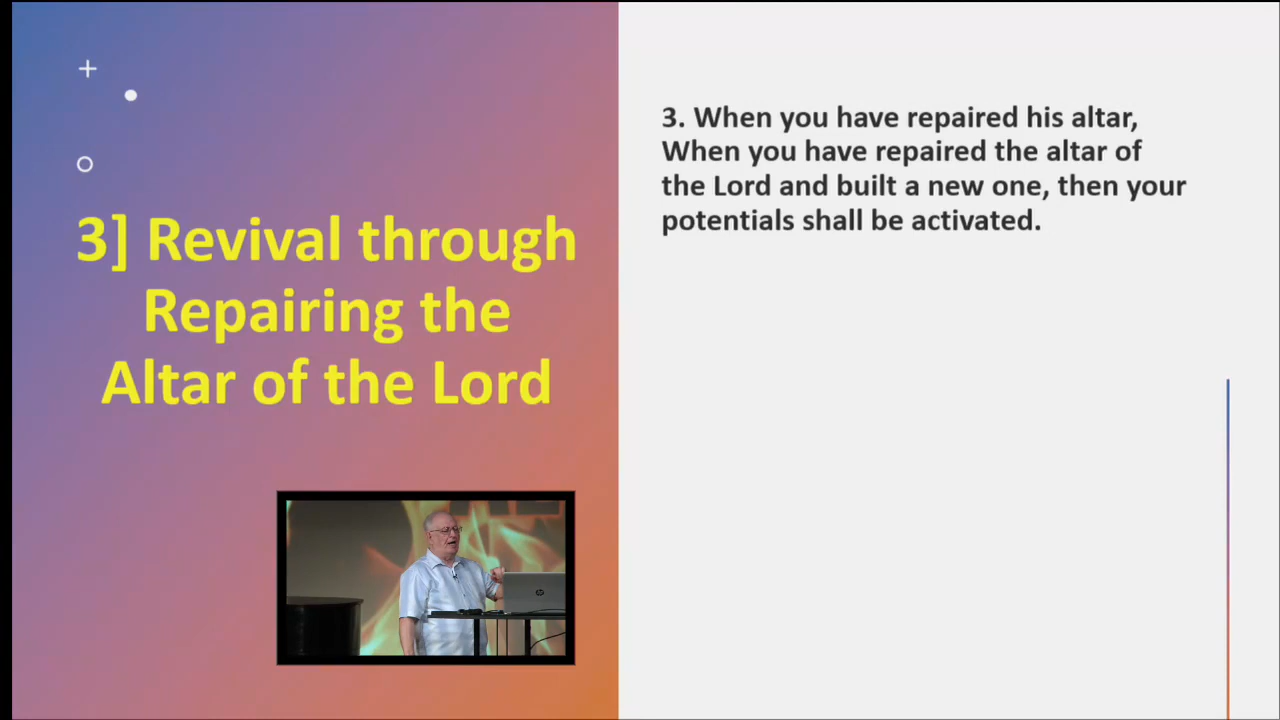 3] Revival through
Repairing the
Altar of the Lord
3. When you have repaired his altar,
When you have repaired the altar of
the Lord and built a new one, then your
potentials shall be activated.
hp